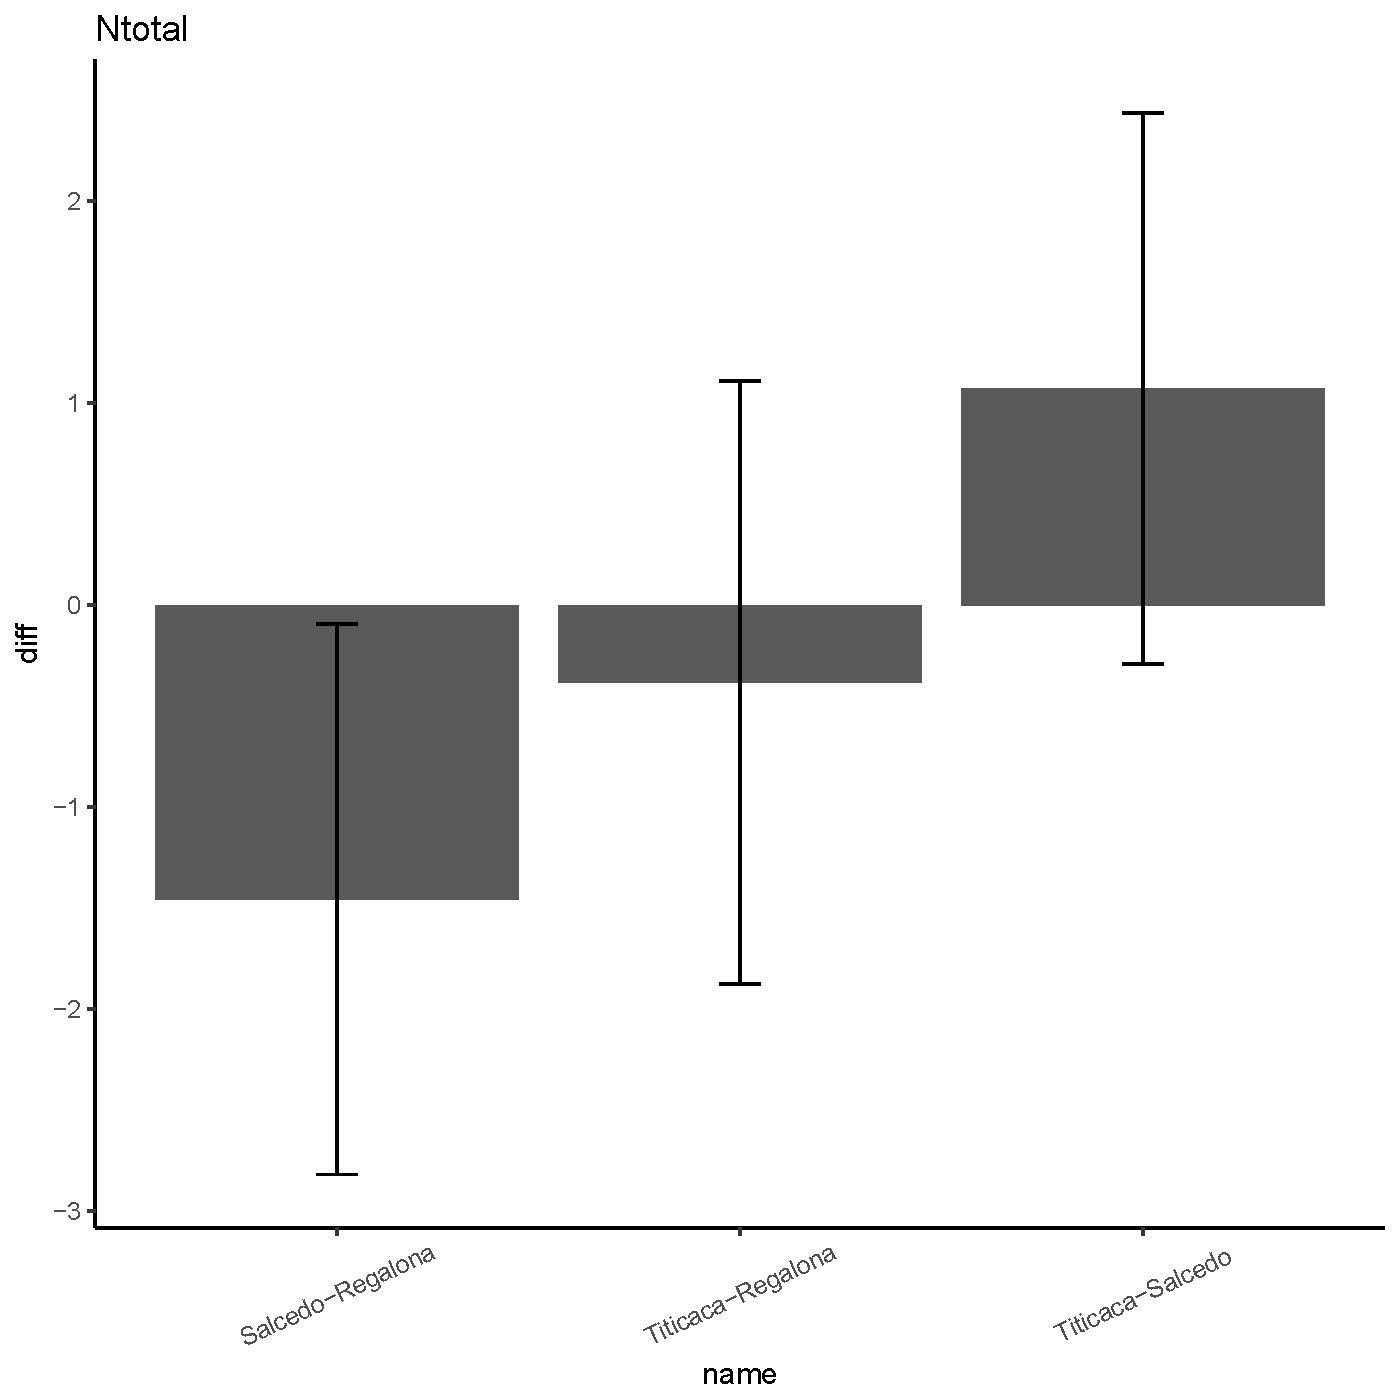 Ntotal
2
1
0
−1
−2
−3
diff
Salcedo−Regalona
Titicaca−Regalona
Titicaca−Salcedo
name